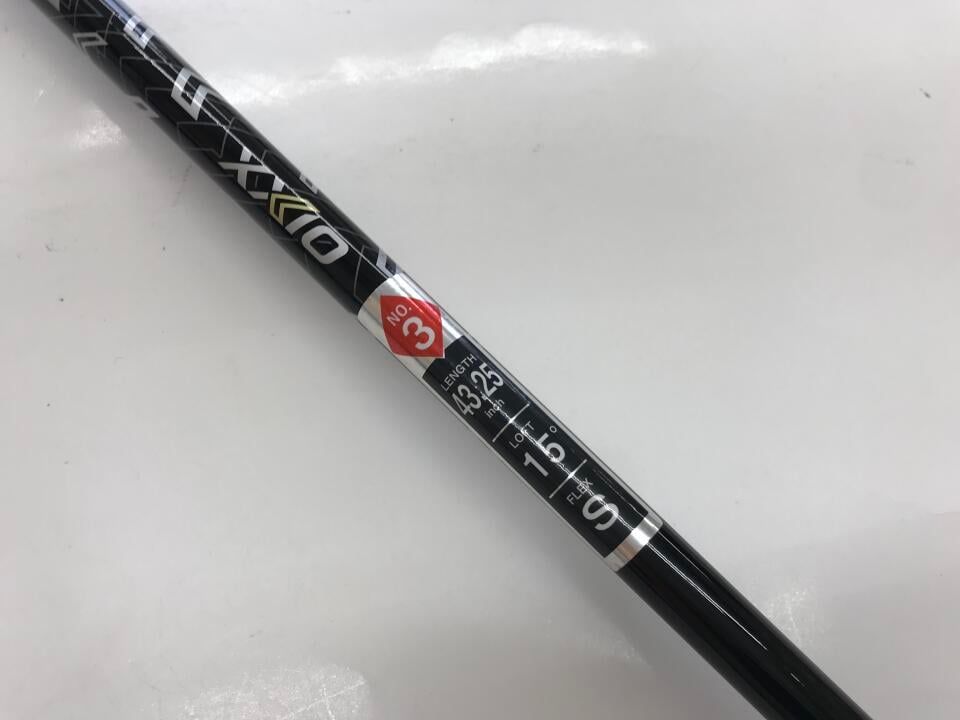 XXIO
NO.
3
LENGTH
43.25
inch
LOFT
15°
FLEX
S